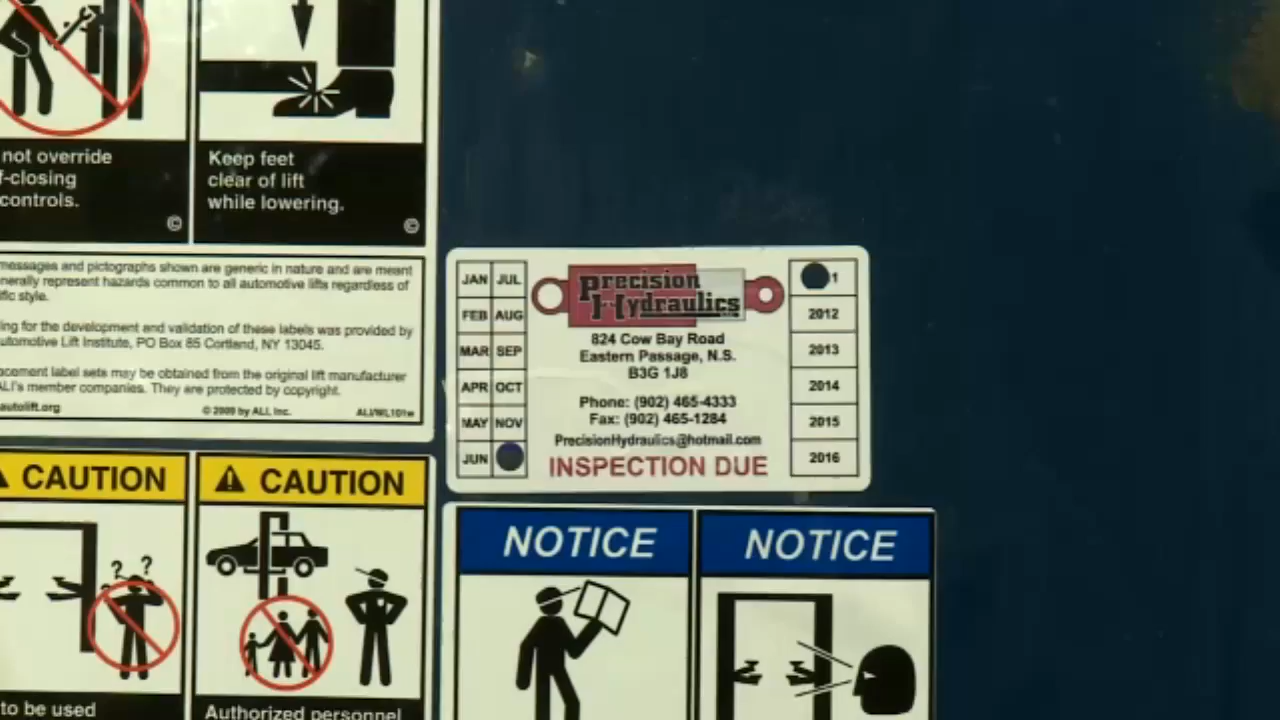 not override
f-closing
controls.
©
Keep feet
clear of lift
while lowering.
©
messages and pictographs shown are generic in nature and are meant
nerally represent hazards common to all automotive lifts regardless of
fic style.
ing for the development and validation of these labels was provided by
utomotive Lift Institute, PO Box 85 Cortland, NY 13045.
acement label sets may be obtained from the original lift manufacturer
ALI's member companies. They are protected by copyright.
autolift.org
© 2009 by ALI, Inc.
ALI/WL101w
JAN JUL
FEB AUG
MAR SEP
APR OCT
MAY NOV
JUN
Precision
Hydraulics
824 Cow Bay Road
Eastern Passage, N.S.
B3G 1J8
Phone: (902) 465-4333
Fax: (902) 465-1284
PrecisionHydraulics@hotmail.com
INSPECTION DUE
1
2012
2013
2014
2015
2016
CAUTION
? ?
to be used
CAUTION
Authorized personnel
NOTICE
NOTICE